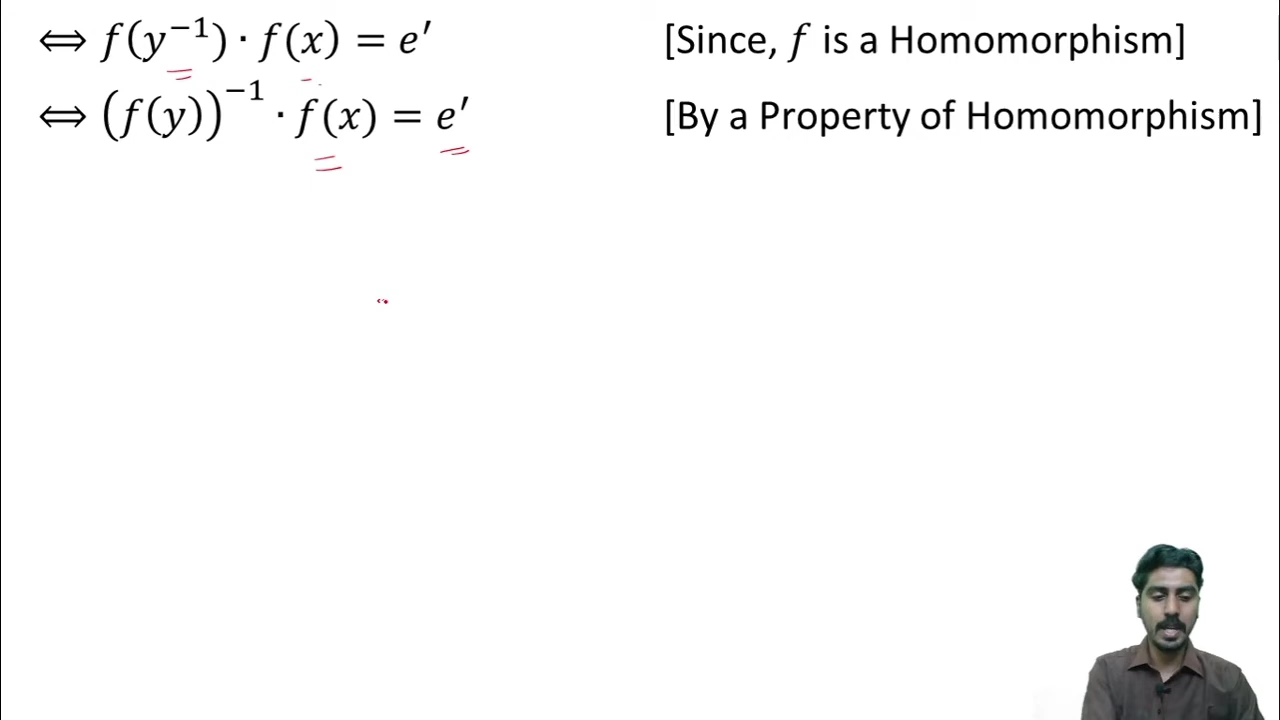 ⟺ f(y⁻¹) · f(x) = e′ [Since, f is a Homomorphism]
⟺ (f(y))⁻¹ · f(x) = e′ [By a Property of Homomorphism]